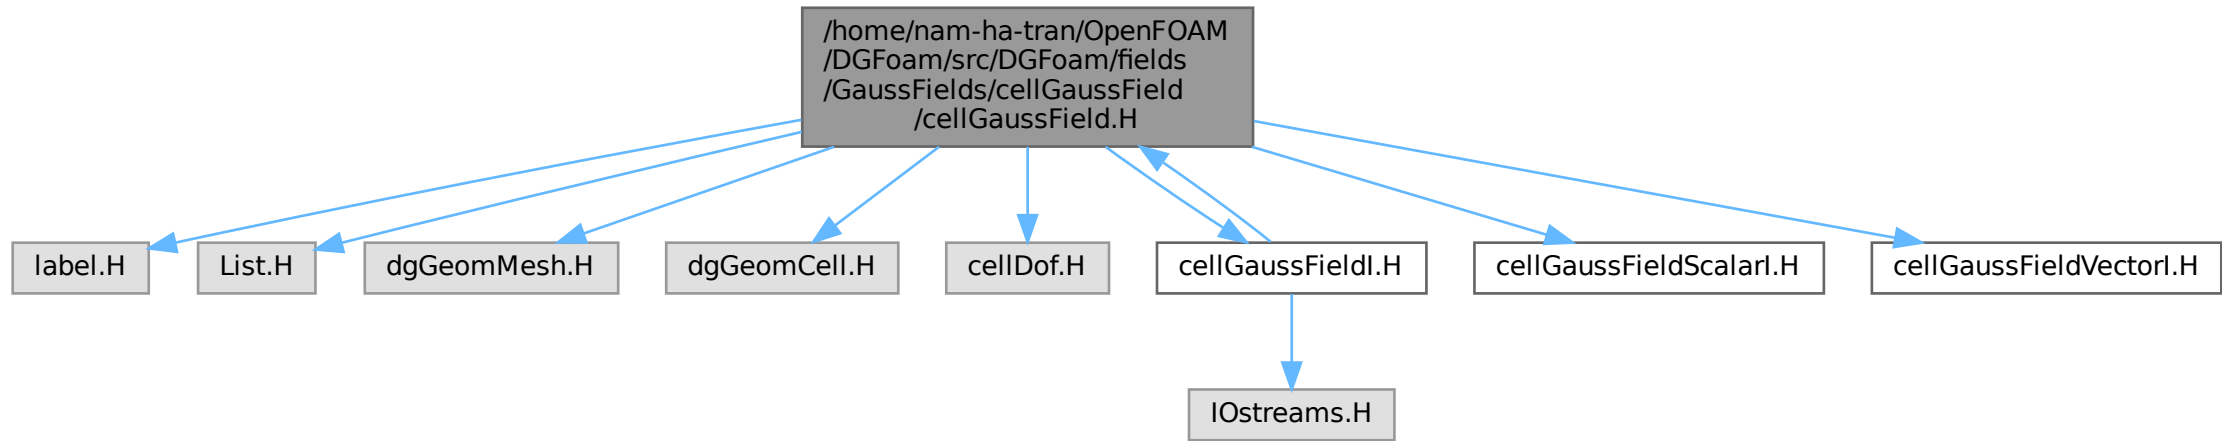 /home/nam-ha-tran/OpenFOAM
/DGFoam/src/DGFoam/fields
/GaussFields/cellGaussField
/cellGaussField.H
label.H
List.H
dgGeomMesh.H
dgGeomCell.H
cellDof.H
cellGaussFieldI.H
cellGaussFieldScalarI.H
cellGaussFieldVectorI.H
IOstreams.H